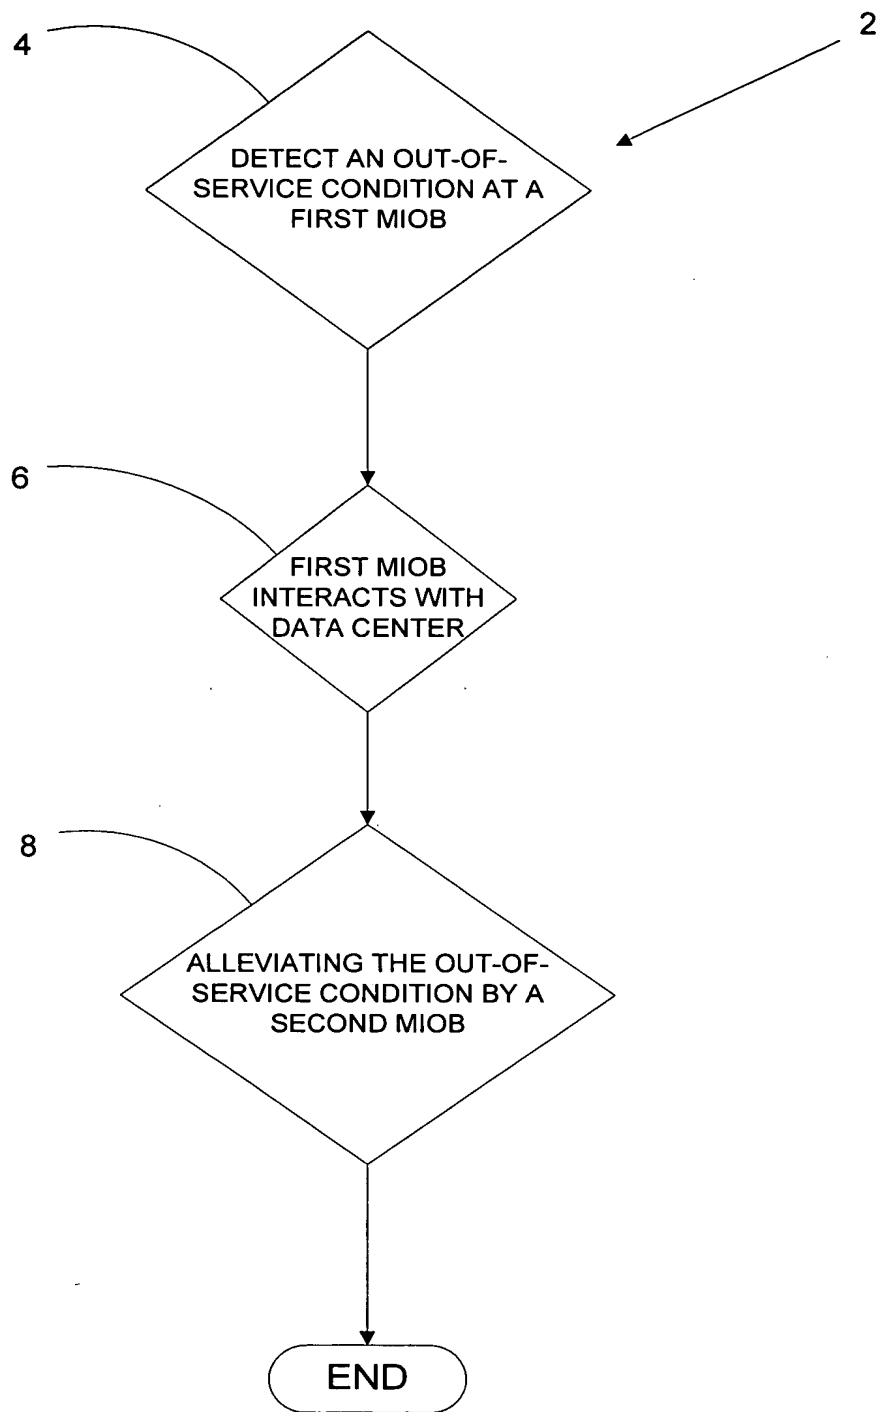 2
4
DETECT AN OUT-OF-
SERVICE CONDITION AT A
FIRST MIOB
6
FIRST MIOB
INTERACTS WITH
DATA CENTER
8
ALLEVIATING THE OUT-OF-
SERVICE CONDITION BY A
SECOND MIOB
END